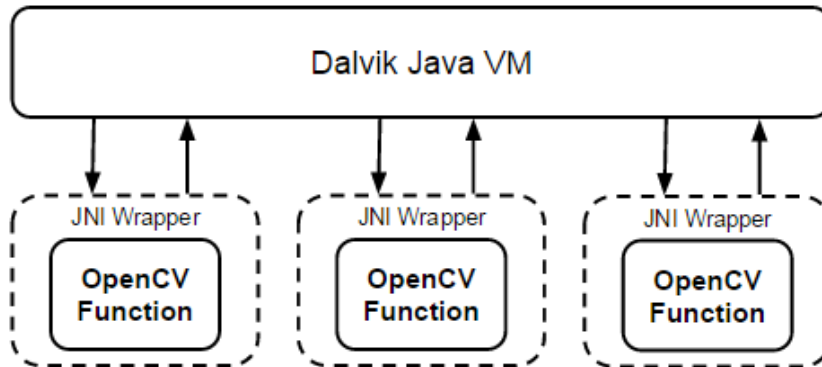 Dalvik Java VM
JNI Wrapper
OpenCV
Function
JNI Wrapper
OpenCV
Function
JNI Wrapper
OpenCV
Function